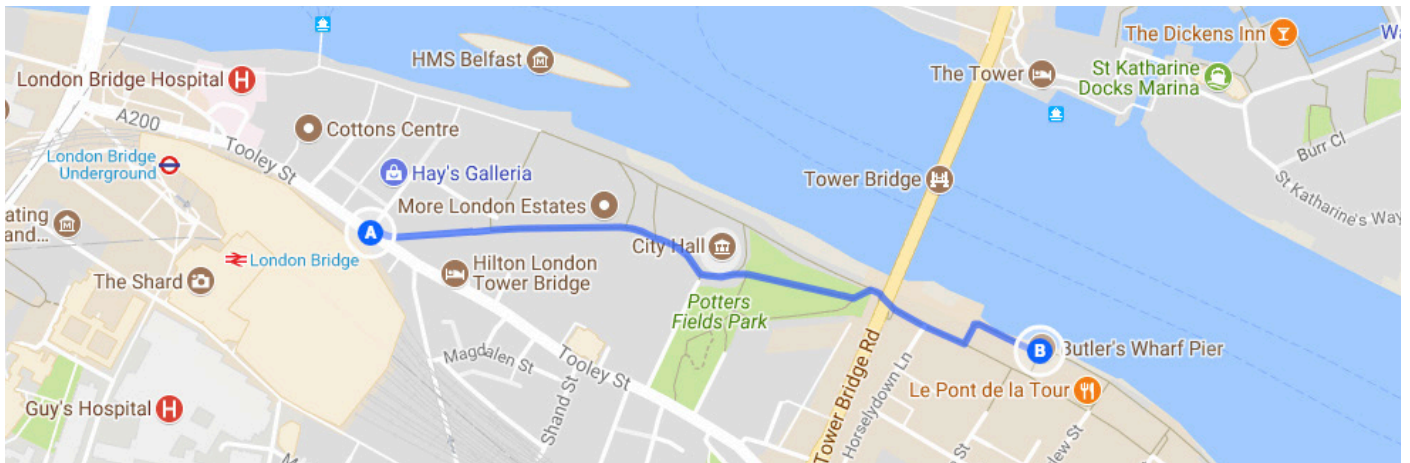 The Dickens Inn
Wa
HMS Belfast
London Bridge Hospital
The Tower
St Katharine
Docks Marina
A200
Tooley St
Cottons Centre
London Bridge
Underground
Burr Cl
Hay's Galleria
Tower Bridge
St Katharine's Way
More London Estates
ating
and...
A
City Hall
London Bridge
Hilton London
Tower Bridge
The Shard
Potters
Fields Park
Magdalen St
Tooley St
B
Butler's Wharf Pier
Tower Bridge Rd
Horselydown Ln
Shand St
Le Pont de la Tour
Guy's Hospital
H
H
St
St